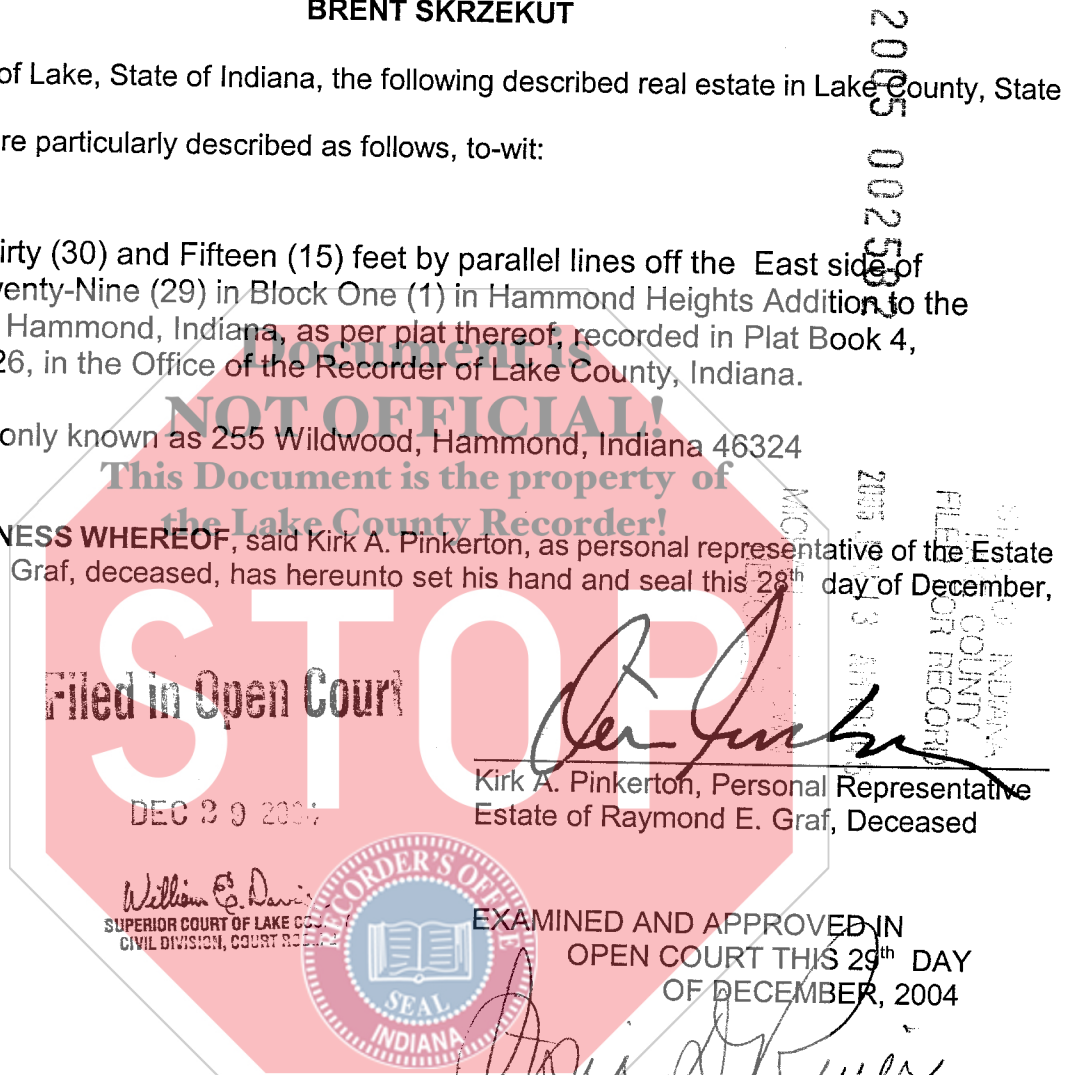 BRENT SKRZEKUT
of Lake, State of Indiana, the following described real estate in Lake County, State
re particularly described as follows, to-wit:
irty (30) and Fifteen (15) feet by parallel lines off the East side of
venty-Nine (29) in Block One (1) in Hammond Heights Addition to the
Hammond, Indiana, as per plat thereof, recorded in Plat Book 4,
26, in the Office of the Recorder of Lake County, Indiana.
only known as 255 Wildwood, Hammond, Indiana 46324
NESS WHEREOF, said Kirk A. Pinkerton, as personal representative of the Estate
Graf, deceased, has hereunto set his hand and seal this 28th day of December,
Document is
NOT OFFICIAL!
This Document is the property of
the Lake County Recorder!
STOP
Filed in Open Court
DEC 29
Kirk A. Pinkerton, Personal Representative
Estate of Raymond E. Graf, Deceased
William E. Davis
SUPERIOR COURT OF LAKE
CIVIL DIVISION, COURT
EXAMINED AND APPROVED IN
OPEN COURT THIS 29th DAY
OF DECEMBER, 2004
RECORDER'S OFFICE
SEAL
INDIANA
2005
INDIANA
COUNTY
FILED FOR RECORD